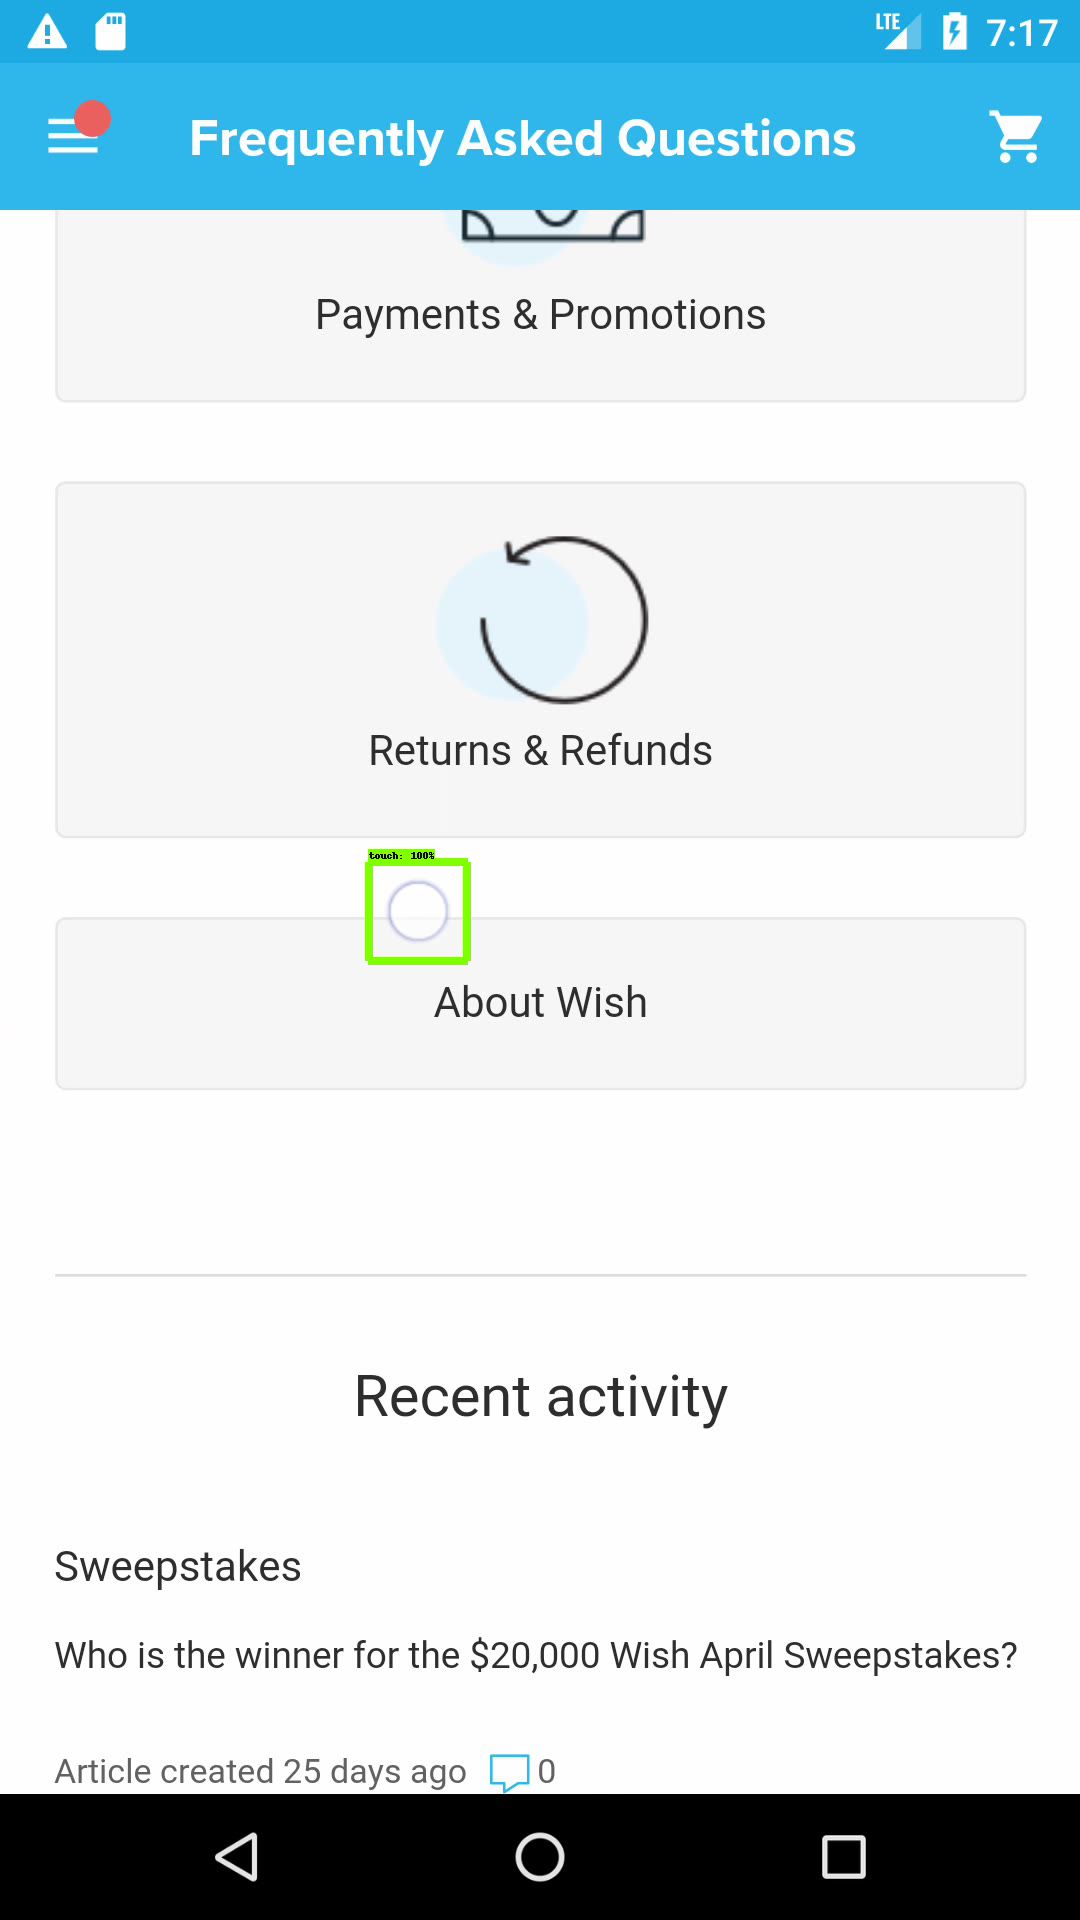 LTE 7:17
Frequently Asked Questions
Payments & Promotions
Returns & Refunds
touch: 100%
About Wish
Recent activity
Sweepstakes
Who is the winner for the $20,000 Wish April Sweepstakes?
Article created 25 days ago 0